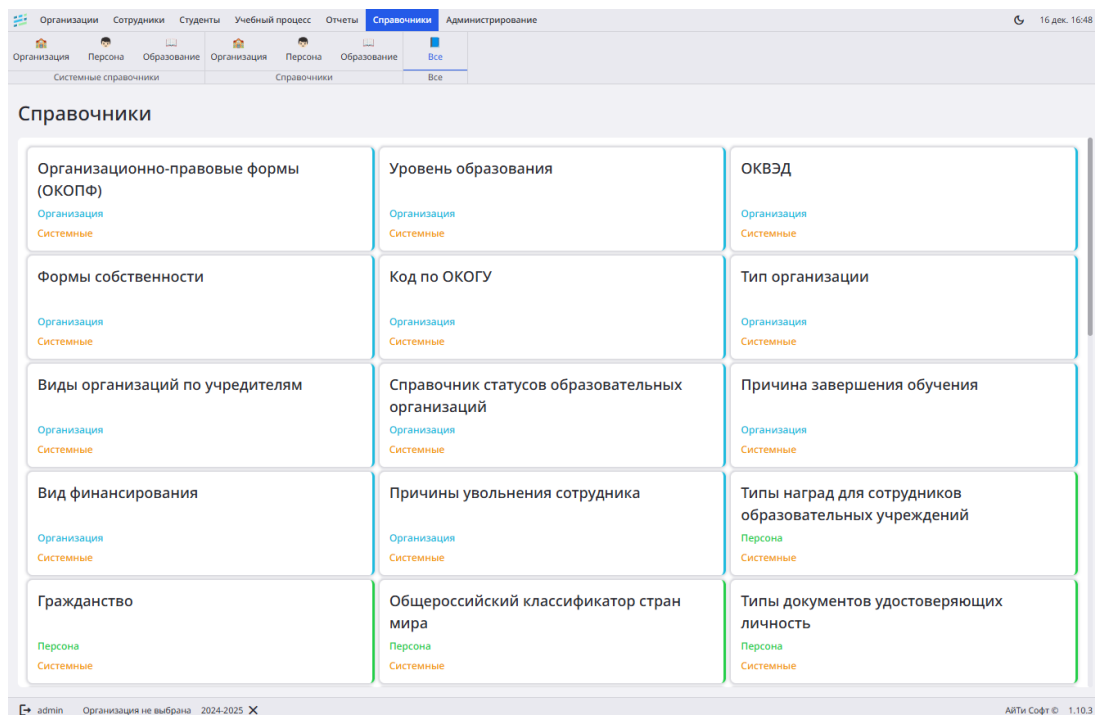 Организации Сотрудники Студенты Учебный процесс Отчеты Справочники Администрирование 16 дек. 16:48
Организация Персона Образование Организация Персона Образование Все
Системные справочники Справочники Все
Справочники
Организационно-правовые формы (ОКОПФ)
Организация
Системные
Уровень образования
Организация
Системные
ОКВЭД
Организация
Системные
Формы собственности
Организация
Системные
Код по ОКОГУ
Организация
Системные
Тип организации
Организация
Системные
Виды организаций по учредителям
Организация
Системные
Справочник статусов образовательных
организаций
Организация
Системные
Причина завершения обучения
Организация
Системные
Вид финансирования
Организация
Системные
Причины увольнения сотрудника
Организация
Системные
Типы наград для сотрудников
образовательных учреждений
Персона
Системные
Гражданство
Персона
Системные
Общероссийский классификатор стран
мира
Персона
Системные
Типы документов удостоверяющих
личность
Персона
Системные
admin Организация не выбрана 2024-2025 АйТи Софт © 1.10.3